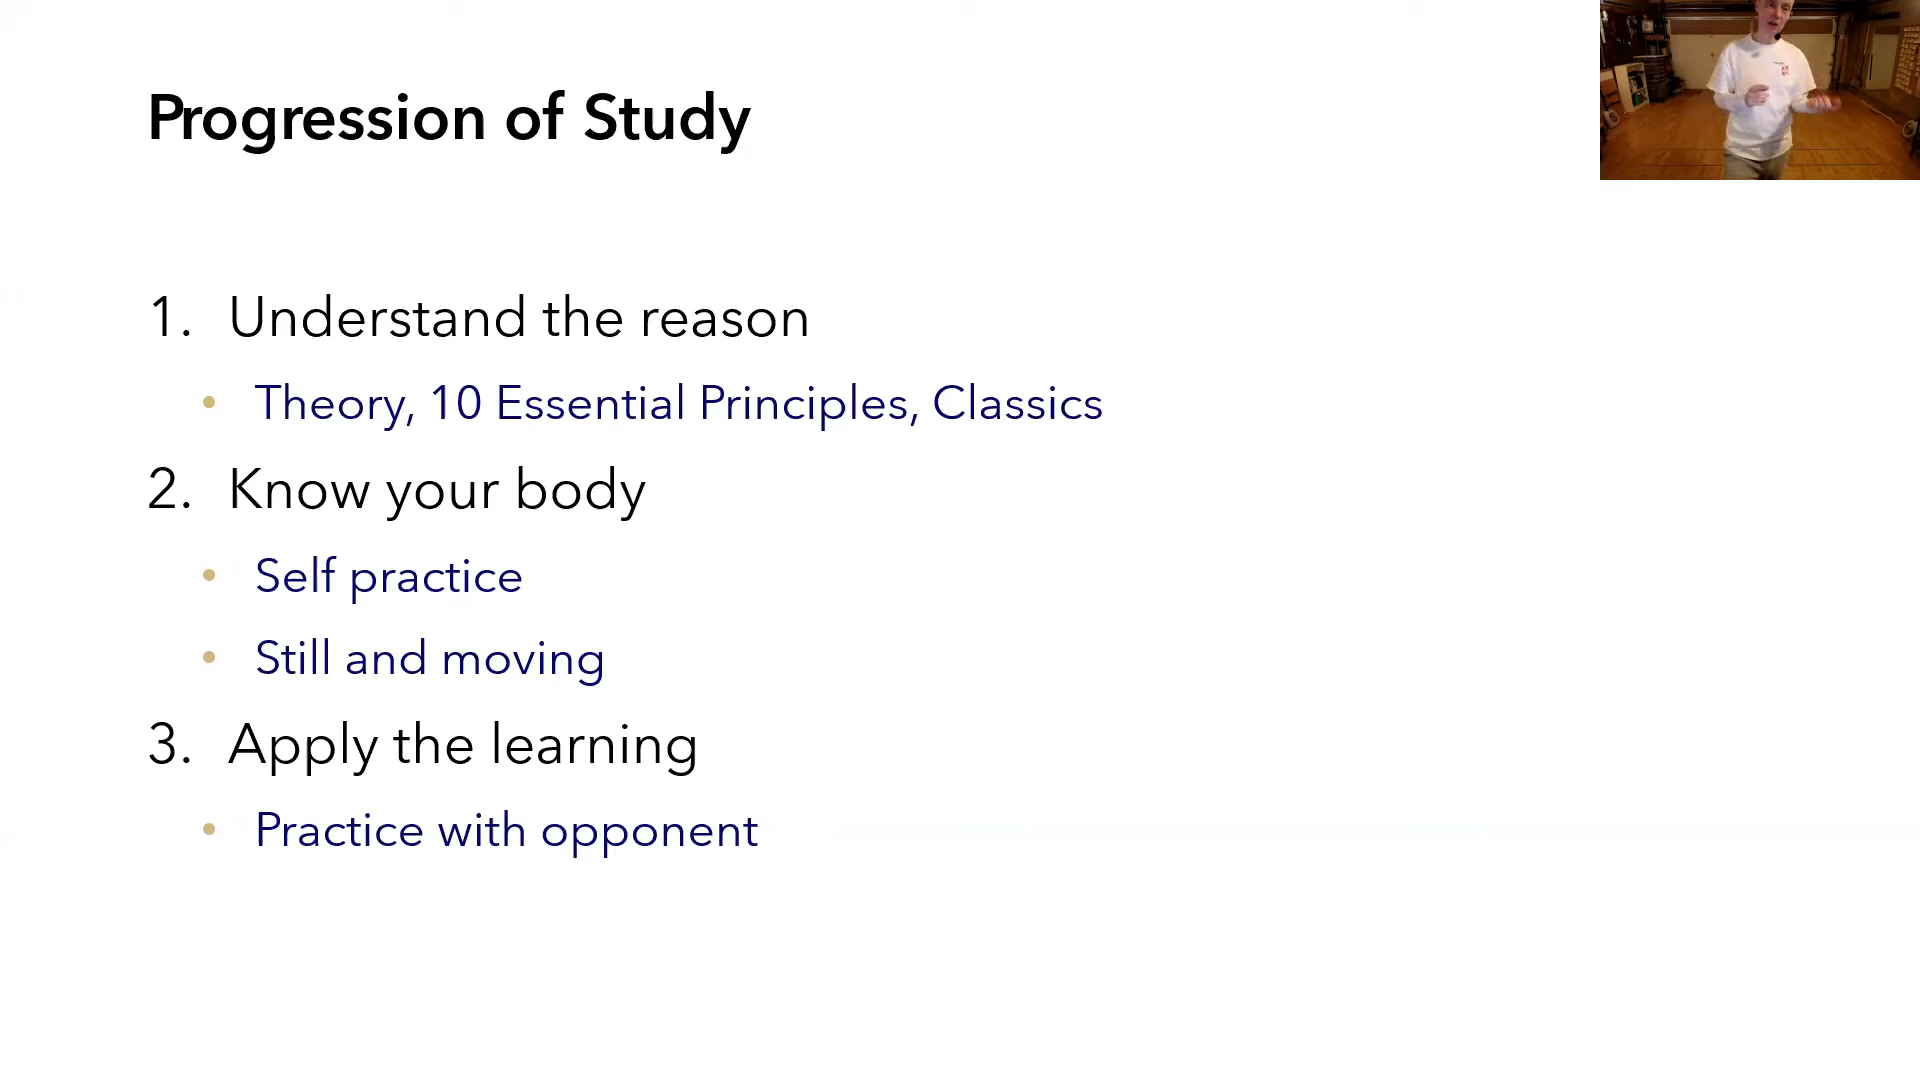 Progression of Study
1. Understand the reason
• Theory, 10 Essential Principles, Classics
2. Know your body
• Self practice
• Still and moving
3. Apply the learning
• Practice with opponent